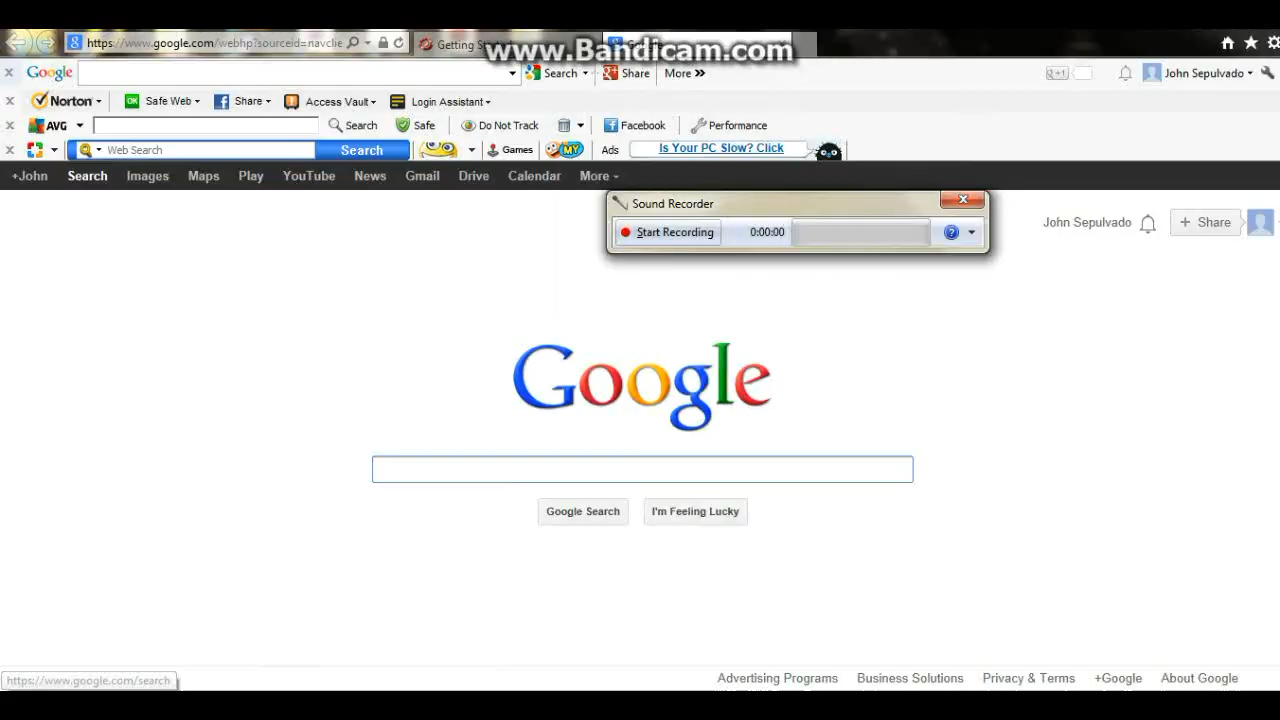 www.Bandicam.com
https://www.google.com/webhp?sourceid=navclie
Getting
Google Search Share More » g+1 John Sepulvado
Norton Safe Web Share Access Vault Login Assistant
AVG Search Safe Do Not Track Facebook Performance
Web Search Search Games MY Ads Is Your PC Slow? Click
+John Search Images Maps Play YouTube News Gmail Drive Calendar More
Sound Recorder
Start Recording 0:00:00
John Sepulvado + Share
Google
Google Search I'm Feeling Lucky
https://www.google.com/search
Advertising Programs Business Solutions Privacy & Terms +Google About Google